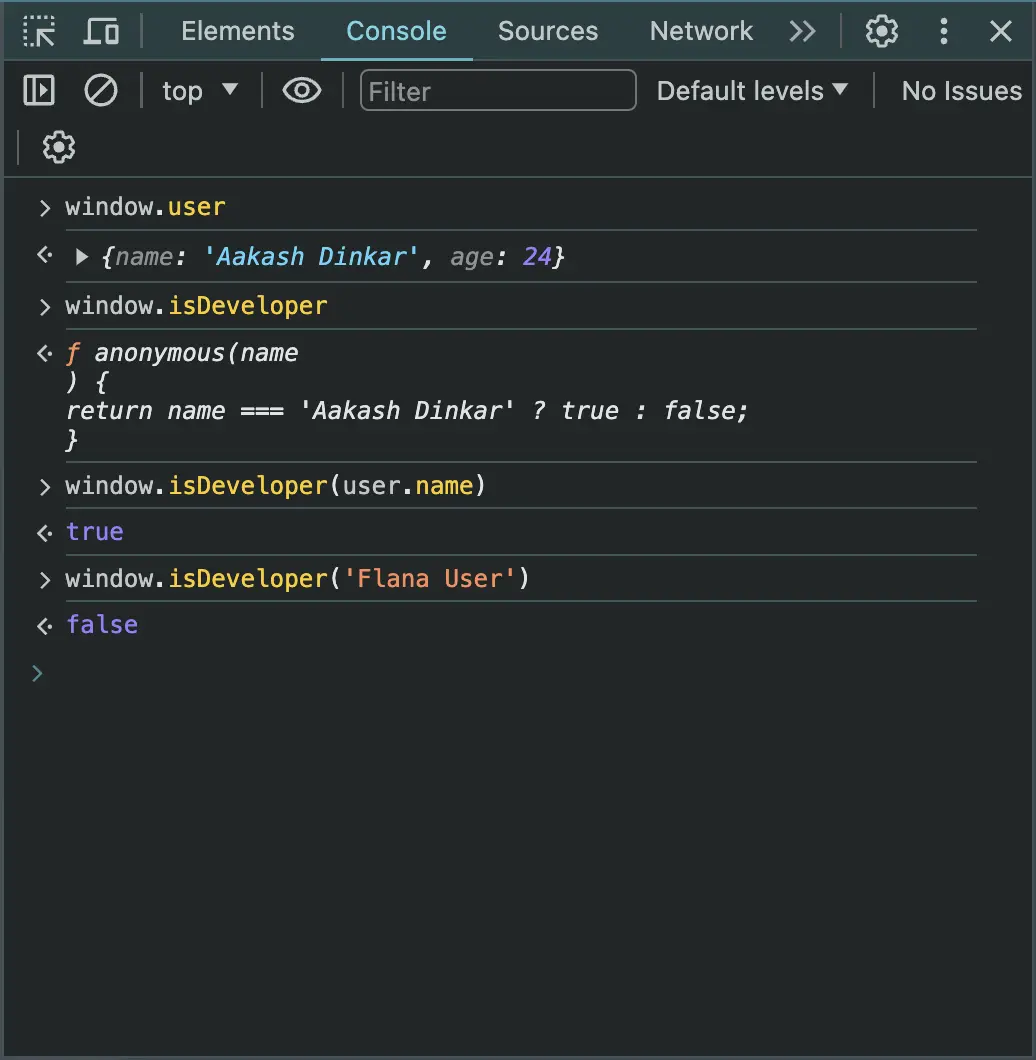 Elements Console Sources Network
top Filter Default levels No Issues
window.user
{name: 'Aakash Dinkar', age: 24}
window.isDeveloper
ƒ anonymous(name
) {
return name === 'Aakash Dinkar' ? true : false;
}
window.isDeveloper(user.name)
true
window.isDeveloper('Flana User')
false